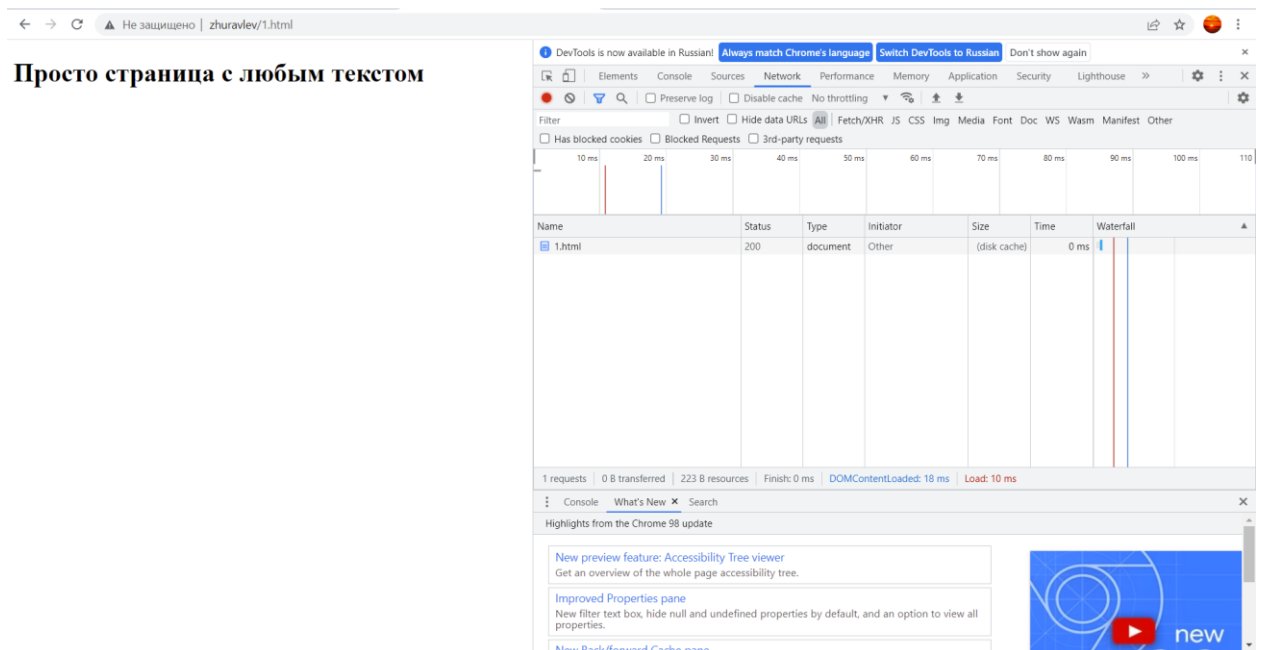 Не защищено | zhuravlev/1.html
Просто страница с любым текстом
DevTools is now available in Russian! Always match Chrome's language Switch DevTools to Russian Don't show again
Elements Console Sources Network Performance Memory Application Security Lighthouse
Preserve log Disable cache No throttling
Filter Invert Hide data URLs All Fetch/XHR JS CSS Img Media Font Doc WS Wasm Manifest Other
Has blocked cookies Blocked Requests 3rd-party requests
10 ms 20 ms 30 ms 40 ms 50 ms 60 ms 70 ms 80 ms 90 ms 100 ms 110
Name Status Type Initiator Size Time Waterfall
1.html 200 document Other (disk cache) 0 ms
1 requests 0 B transferred 223 B resources Finish: 0 ms DOMContentLoaded: 18 ms Load: 10 ms
Console What's New Search
Highlights from the Chrome 98 update
New preview feature: Accessibility Tree viewer
Get an overview of the whole page accessibility tree.
Improved Properties pane
New filter text box, hide null and undefined properties by default, and an option to view all
properties.
new
New Back/forward Cache pane